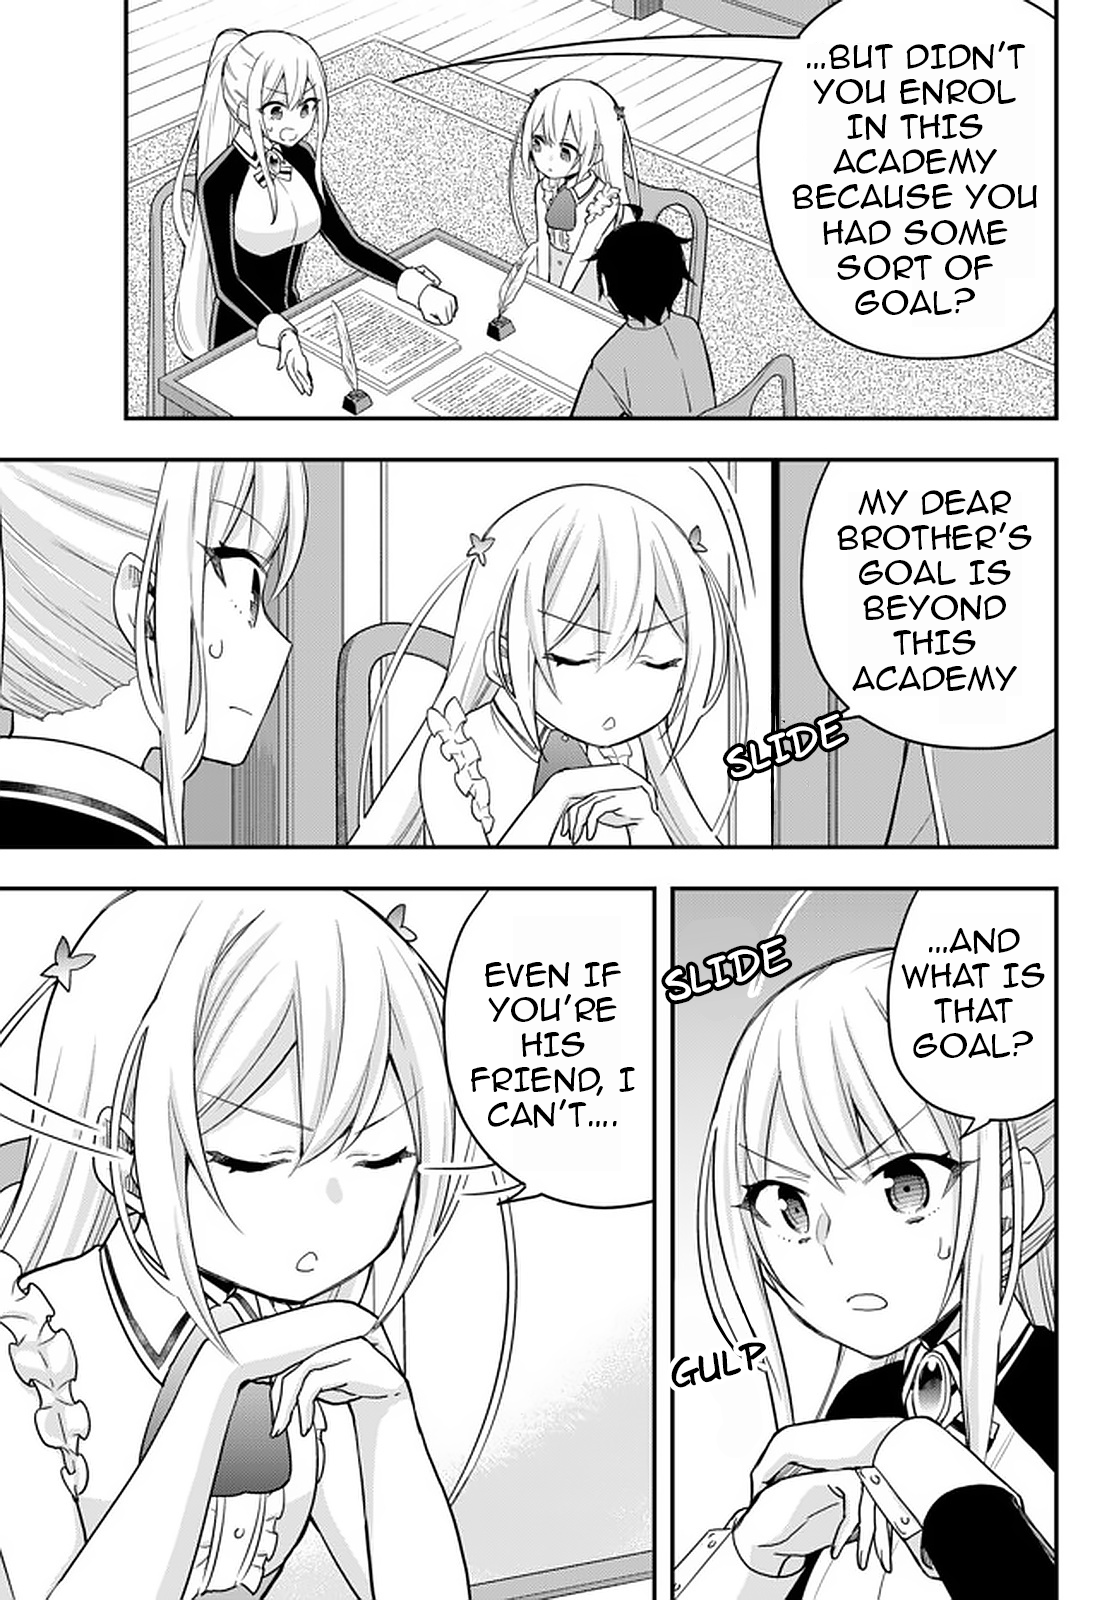 ...BUT DIDN'T
YOU ENROL
IN THIS
ACADEMY
BECAUSE YOU
HAD SOME
SORT OF
GOAL?
MY DEAR
BROTHER'S
GOAL IS
BEYOND
THIS
ACADEMY
SLIDE
...AND
WHAT IS
THAT
GOAL?
SLIDE
GULP
EVEN IF
YOU'RE
HIS
FRIEND, I
CAN'T....